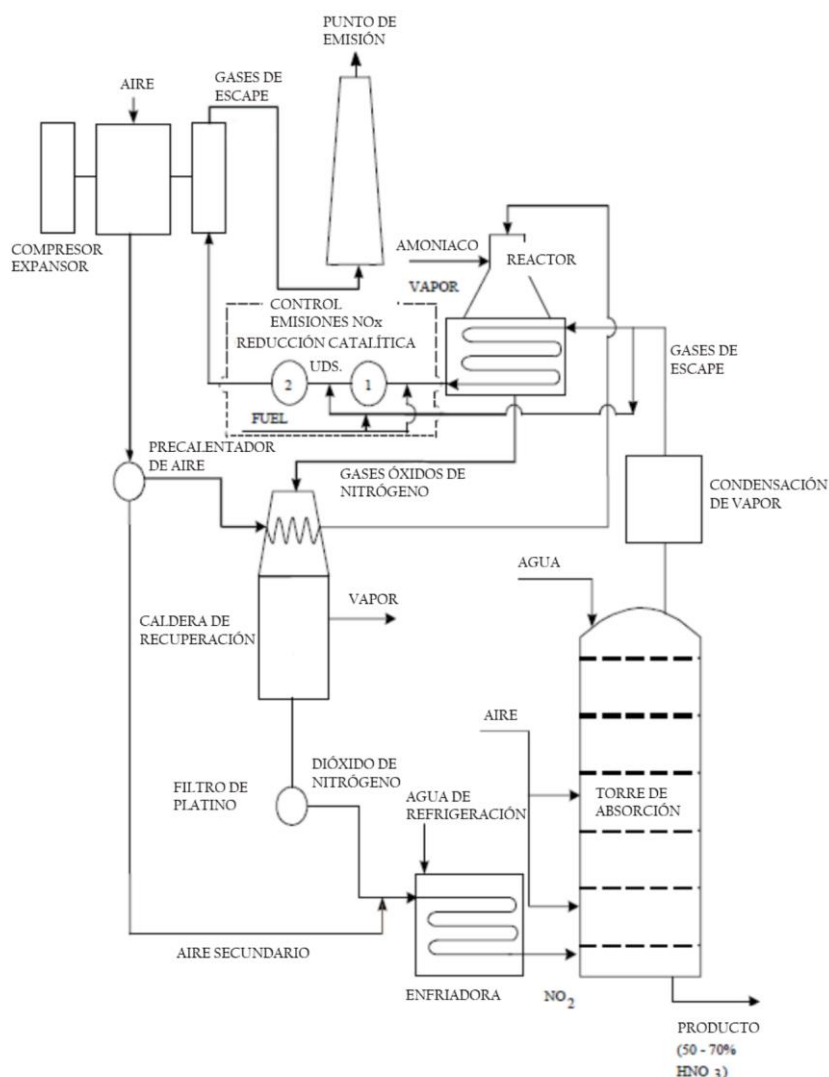 PUNTO DE
EMISIÓN
GASES DE
ESCAPE
AIRE
COMPRESOR
EXPANSOR
AMONIACO
REACTOR
VAPOR
CONTROL
EMISIONES NOx
REDUCCIÓN CATALÍTICA
UDS.
2
1
FUEL
GASES DE
ESCAPE
PRECALENTADOR
DE AIRE
GASES ÓXIDOS DE
NITRÓGENO
CONDENSACIÓN
DE VAPOR
AGUA
VAPOR
CALDERA DE
RECUPERACIÓN
AIRE
DIÓXIDO DE
NITRÓGENO
FILTRO DE
PLATINO
AGUA DE
REFRIGERACIÓN
TORRE DE
ABSORCIÓN
AIRE SECUNDARIO
ENFRIADORA
NO2
PRODUCTO
(50 - 70%
HNO 3)